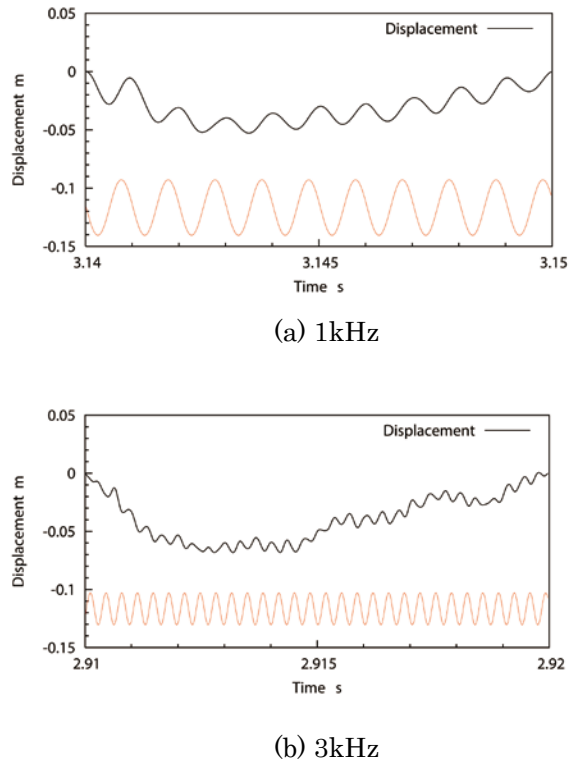 0.05
Displacement
0
-0.05
-0.1
-0.15
Displacement m
3.14
3.145
3.15
Time s
(a) 1kHz
0.05
Displacement
0
-0.05
-0.1
-0.15
Displacement m
2.91
2.915
2.92
Time s
(b) 3kHz